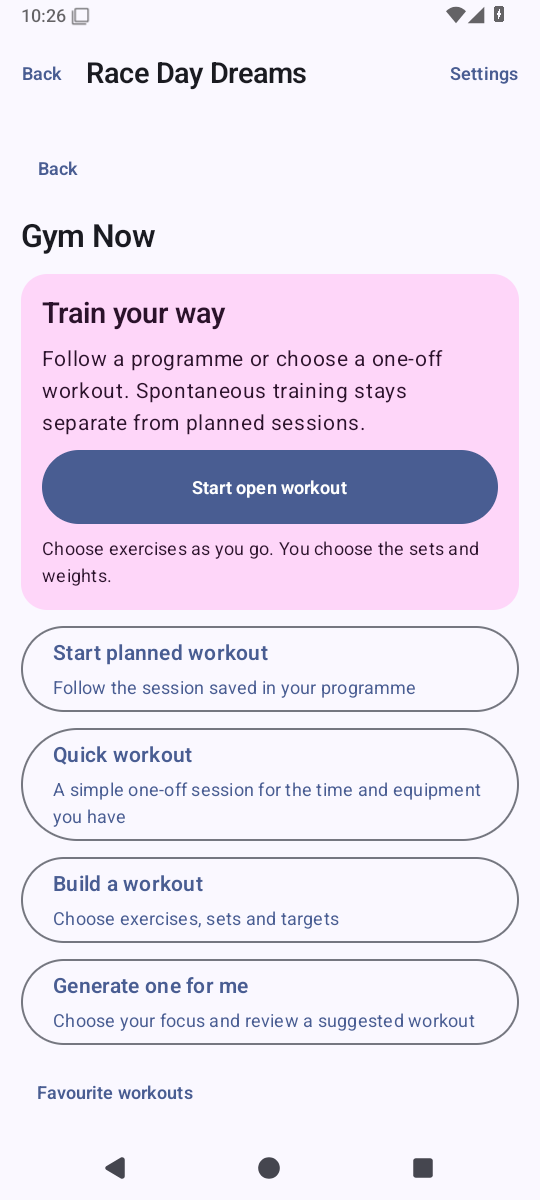 10:26
Back Race Day Dreams Settings
Back
Gym Now
Train your way
Follow a programme or choose a one-off
workout. Spontaneous training stays
separate from planned sessions.
Start open workout
Choose exercises as you go. You choose the sets and
weights.
Start planned workout
Follow the session saved in your programme
Quick workout
A simple one-off session for the time and equipment
you have
Build a workout
Choose exercises, sets and targets
Generate one for me
Choose your focus and review a suggested workout
Favourite workouts